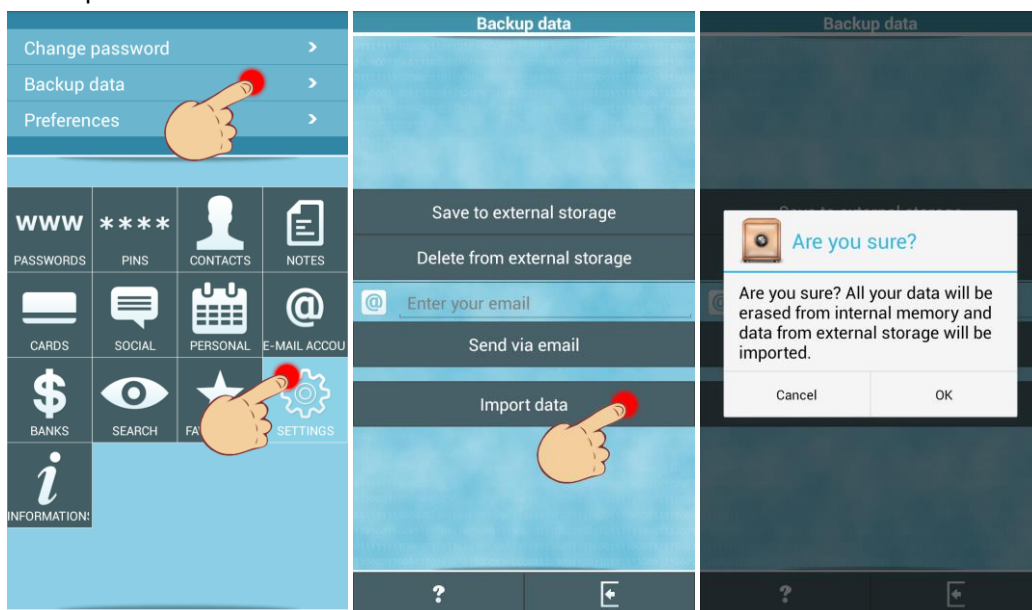 Change password
Backup data
Preferences
www
****
PASSWORDS
PINS
CONTACTS
NOTES
CARDS
SOCIAL
PERSONAL
E-MAIL ACCOU
@
$
BANKS
SEARCH
FA
SETTINGS
i
INFORMATION
Backup data
Save to external storage
Delete from external storage
@ Enter your email
Send via email
Import data
?
Backup data
Are you sure?
Are you sure? All your data will be
erased from internal memory and
data from external storage will be
imported.
Cancel
OK
?